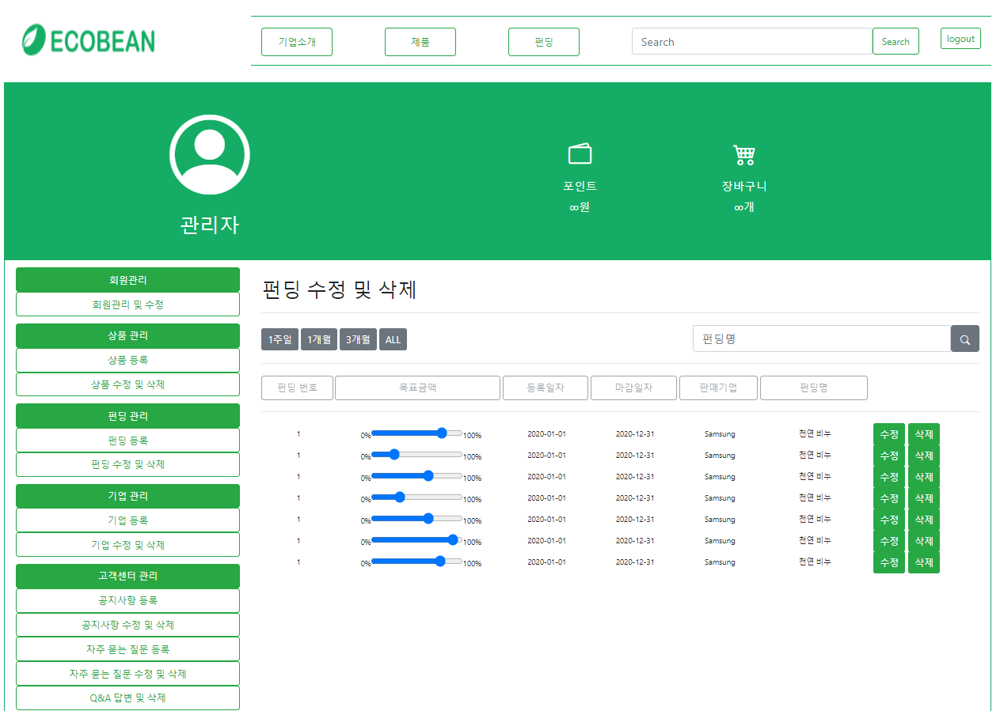 ECOBEAN
기업소개 제품 펀딩 Search Search logout
관리자
포인트 장바구니
∞원 ∞개
회원관리
회원관리 및 수정
상품 관리
상품 등록
상품 수정 및 삭제
펀딩 관리
펀딩 등록
펀딩 수정 및 삭제
기업 관리
기업 등록
기업 수정 및 삭제
고객센터 관리
공지사항 등록
공지사항 수정 및 삭제
자주 묻는 질문 등록
자주 묻는 질문 수정 및 삭제
Q&A 답변 및 삭제
펀딩 수정 및 삭제
1주일 1개월 3개월 ALL 펀딩명
펀딩 번호 목표금액 등록일자 마감일자 판매기업 펀딩명
1 0% 100% 2020-01-01 2020-12-31 Samsung 천연 비누 수정 삭제
1 0% 100% 2020-01-01 2020-12-31 Samsung 천연 비누 수정 삭제
1 0% 100% 2020-01-01 2020-12-31 Samsung 천연 비누 수정 삭제
1 0% 100% 2020-01-01 2020-12-31 Samsung 천연 비누 수정 삭제
1 0% 100% 2020-01-01 2020-12-31 Samsung 천연 비누 수정 삭제
1 0% 100% 2020-01-01 2020-12-31 Samsung 천연 비누 수정 삭제
1 0% 100% 2020-01-01 2020-12-31 Samsung 천연 비누 수정 삭제